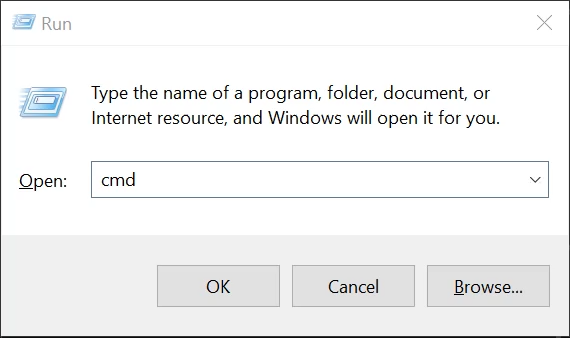 Run
Type the name of a program, folder, document, or
Internet resource, and Windows will open it for you.
Open: cmd
OK Cancel Browse...